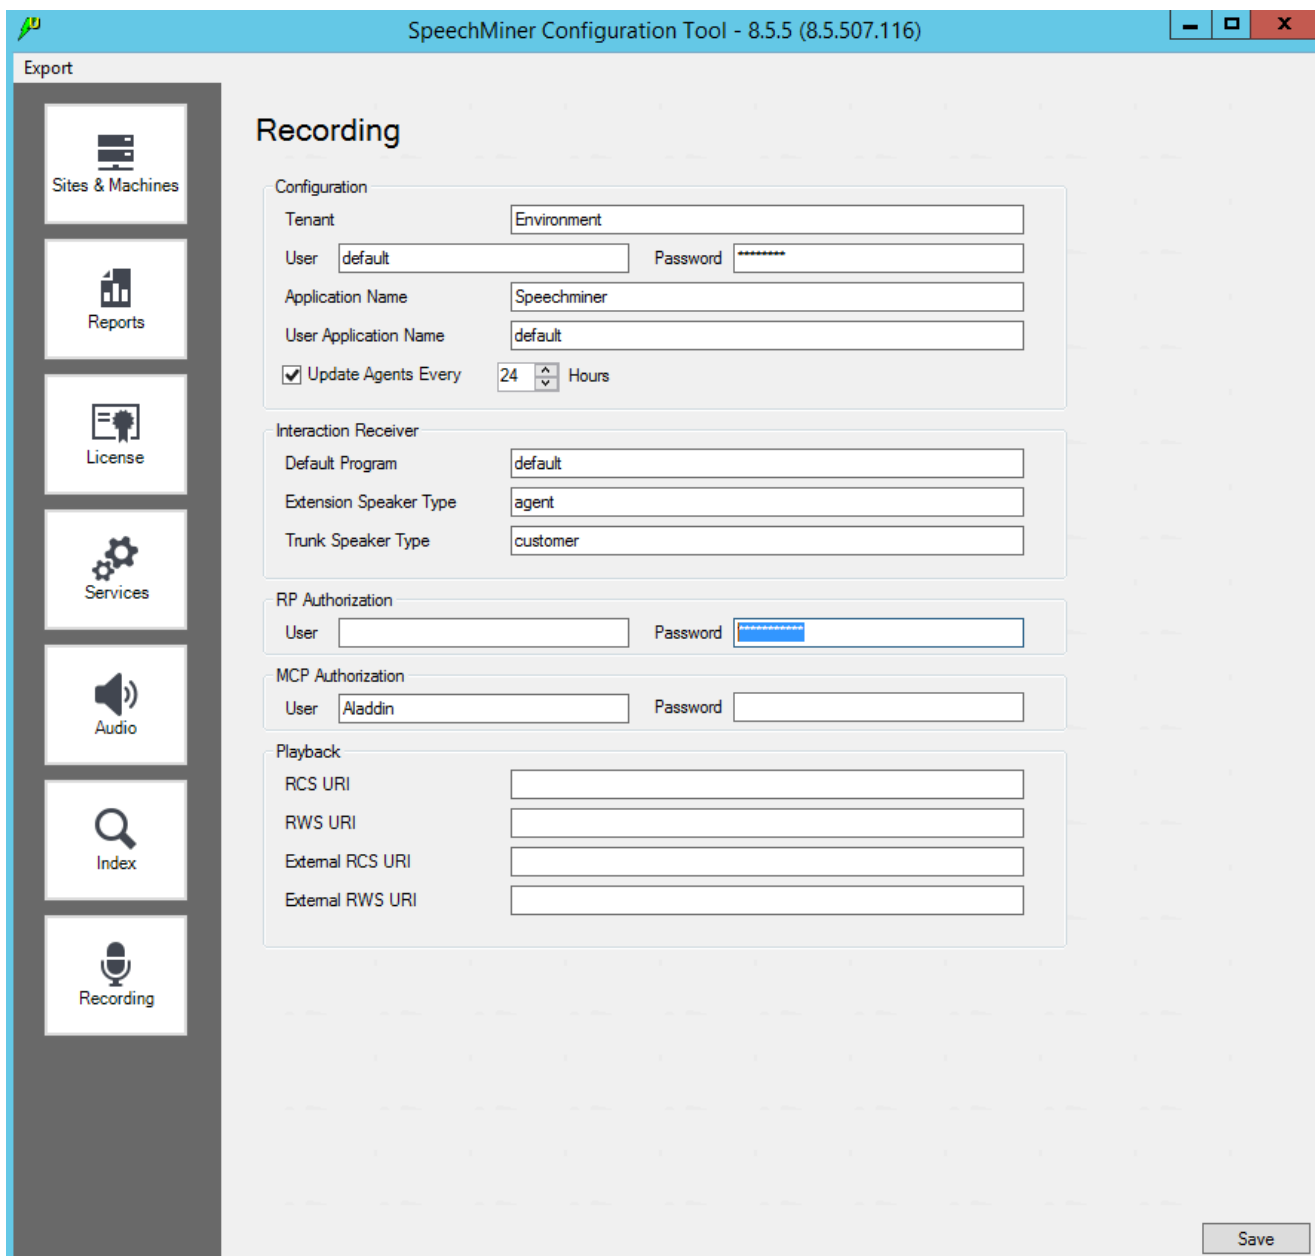 SpeechMiner Configuration Tool - 8.5.5 (8.5.507.116)
Export
Sites & Machines
Reports
License
Services
Audio
Index
Recording
Recording
Configuration
Tenant Environment
User default Password ********
Application Name Speechminer
User Application Name default
Update Agents Every 24 Hours
Interaction Receiver
Default Program default
Extension Speaker Type agent
Trunk Speaker Type customer
RP Authorization
User Password ***********
MCP Authorization
User Aladdin Password
Playback
RCS URI
RWS URI
External RCS URI
External RWS URI
Save